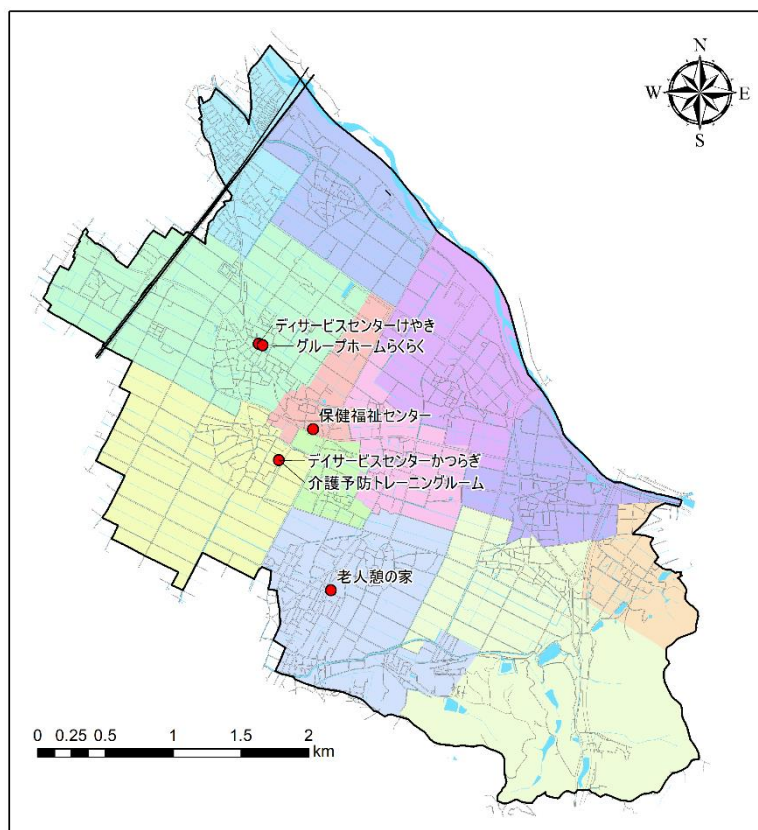 N
W
E
S
ディサービスセンターけやき
グループホームらくらく
保健福祉センター
デイサービスセンターかつらぎ
介護予防トレーニングルーム
老人憩の家
0 0.25 0.5 1 1.5 2
km